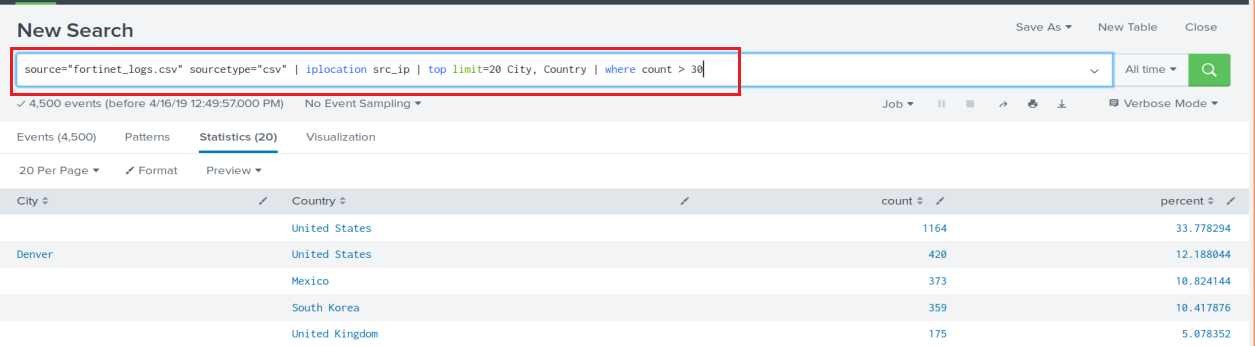 New Search
Save As New Table Close
source="fortinet_logs.csv" sourcetype="csv" | iplocation src_ip | top limit=20 City, Country | where count > 30
All time
4,500 events (before 4/16/19 12:49:57.000 PM) No Event Sampling
Job Verbose Mode
Events (4,500) Patterns Statistics (20) Visualization
20 Per Page Format Preview
City Country count percent
United States 1164 33.778294
Denver United States 420 12.188044
Mexico 373 10.824144
South Korea 359 10.417876
United Kingdom 175 5.078352